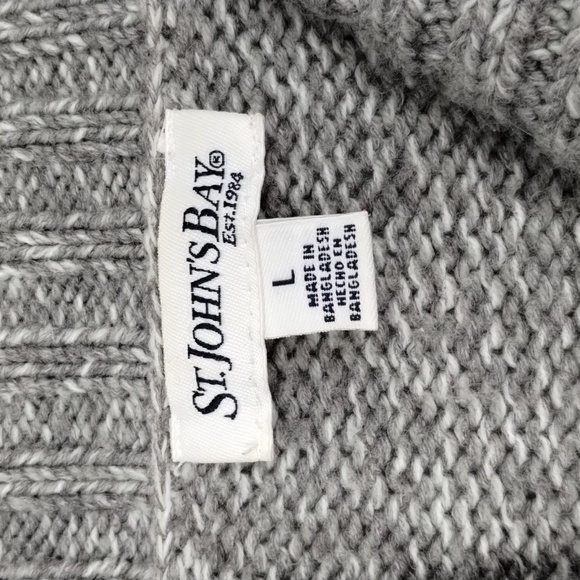 ST. JOHN'S BAY®
EST. 1984
L
MADE IN
BANGLADESH
HECHO EN
BANGLADESH